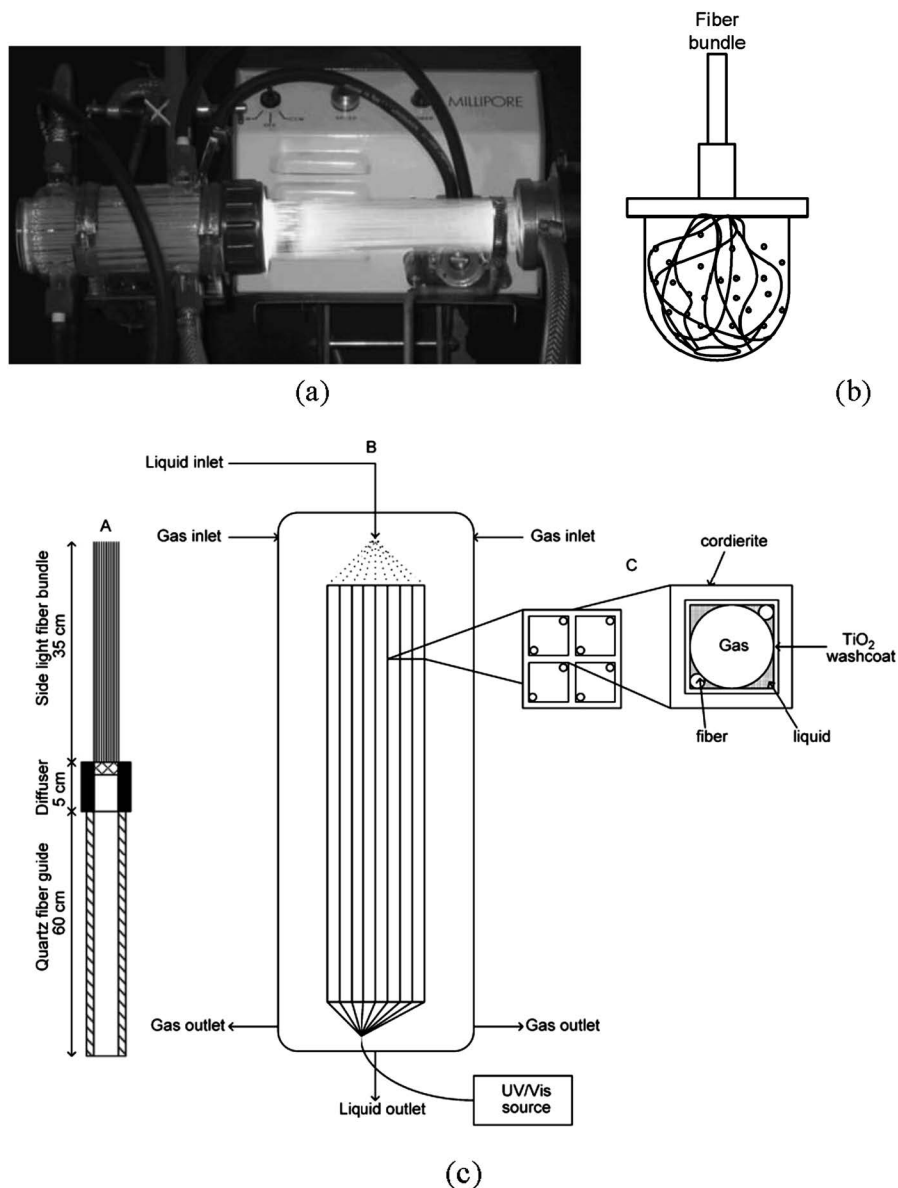 Fiber
bundle
MILLIPORE
(a)
(b)
B
Liquid inlet
A
Gas inlet
Gas inlet
C
cordierite
Side light fiber bundle
35 cm
Gas
TiO2
washcoat
fiber
liquid
Diffuser
5 cm
Quartz fiber guide
60 cm
Gas outlet
Gas outlet
UV/Vis
source
Liquid outlet
(c)